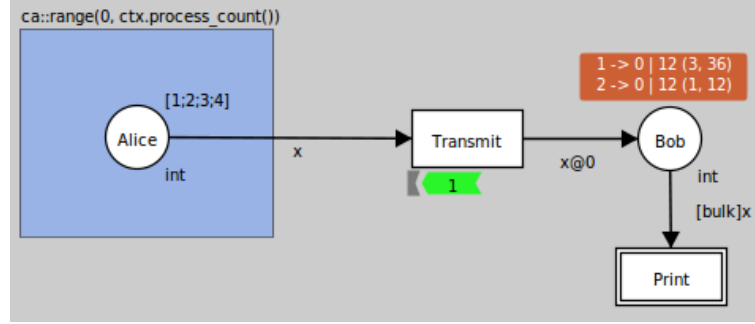 ca::range(0, ctx.process_count())
1 -> 0 | 12 (3, 36)
2 -> 0 | 12 (1, 12)
[1;2;3;4]
Alice
Transmit
Bob
x
x@0
int
int
1
[bulk]x
Print